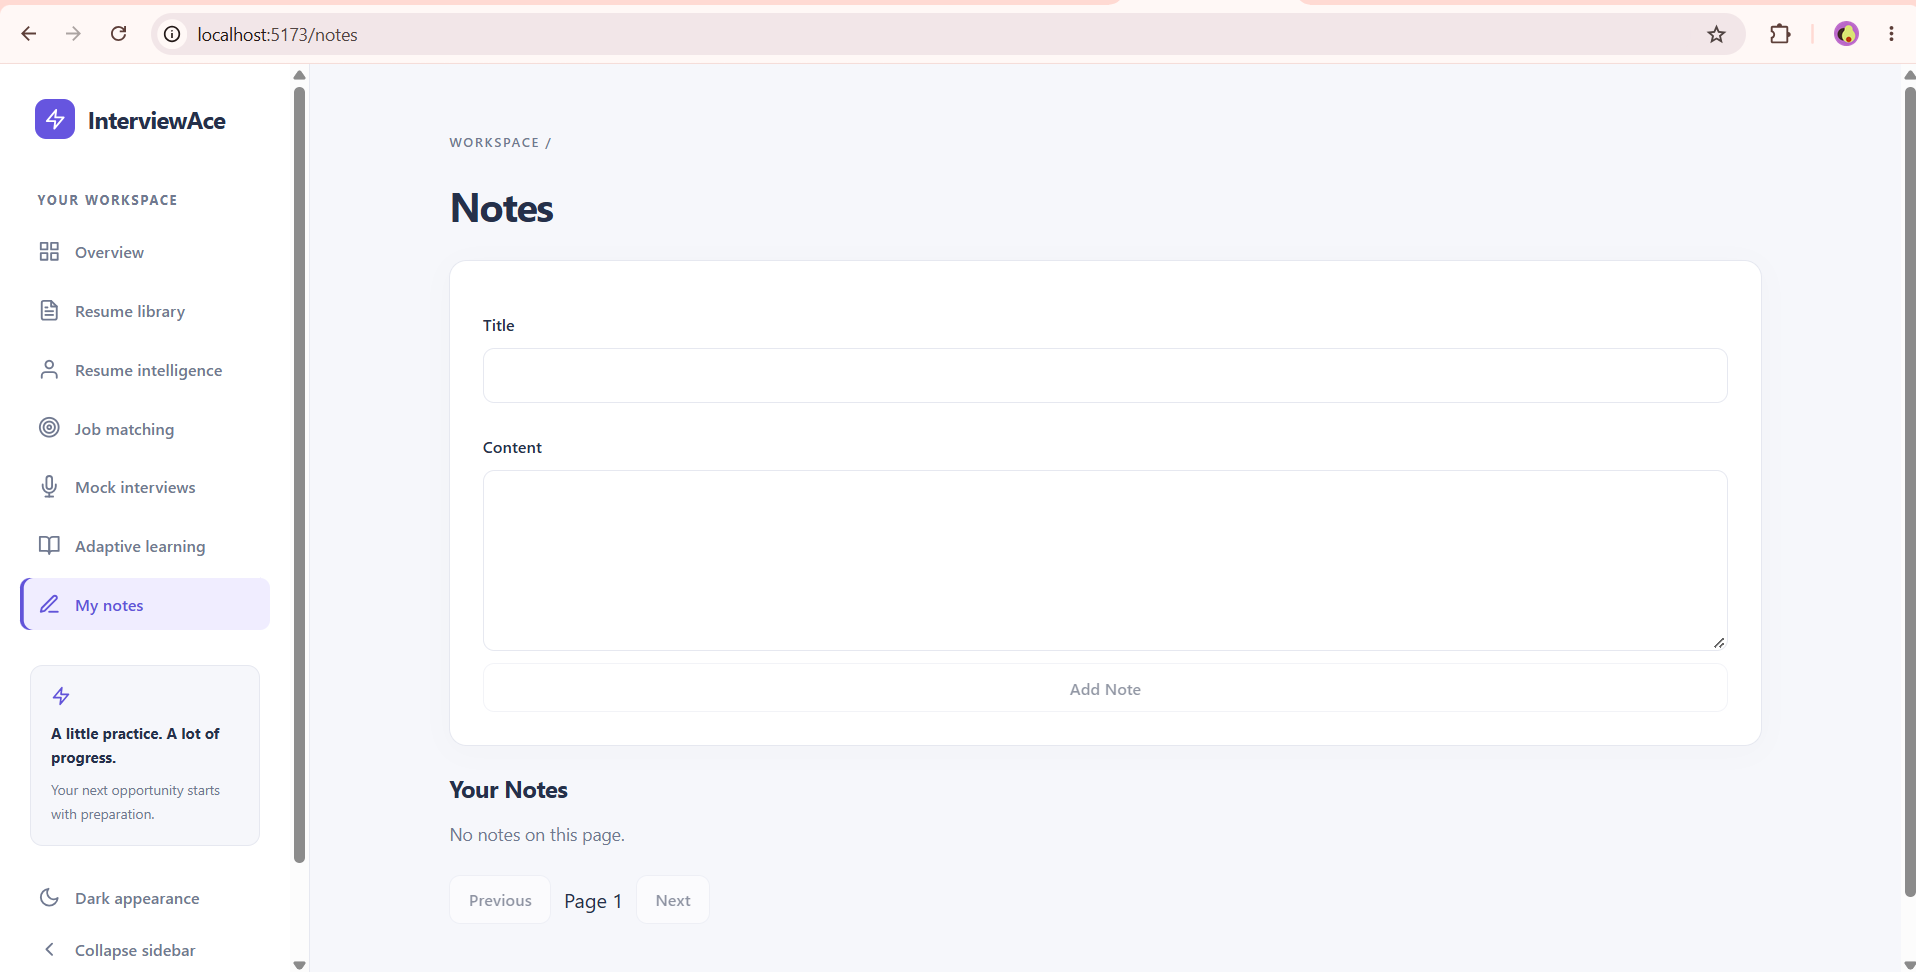 localhost:5173/notes
InterviewAce
YOUR WORKSPACE
Overview
Resume library
Resume intelligence
Job matching
Mock interviews
Adaptive learning
My notes
A little practice. A lot of
progress.
Your next opportunity starts
with preparation.
Dark appearance
Collapse sidebar
WORKSPACE /
Notes
Title
Content
Add Note
Your Notes
No notes on this page.
Previous
Page 1
Next